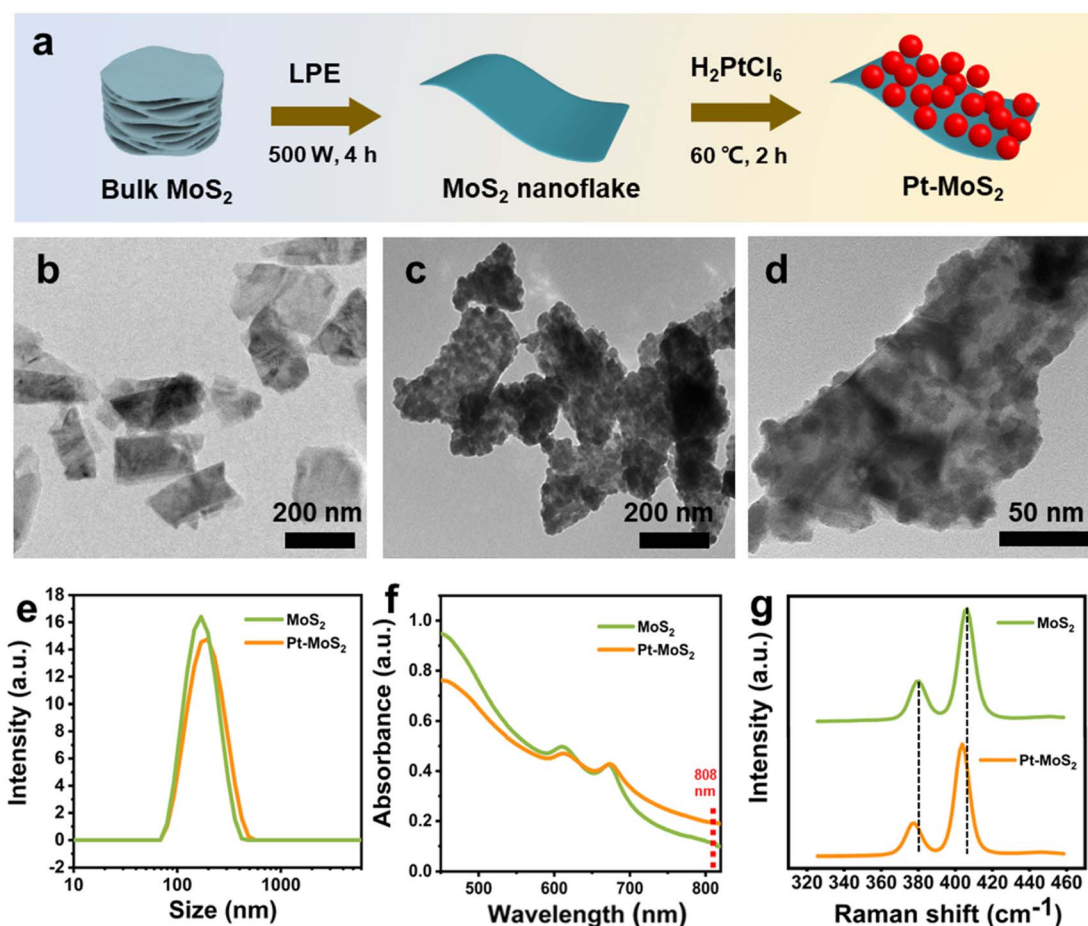 a
LPE
500 W, 4 h
H₂PtCl₆
60 ℃, 2 h
Bulk MoS₂
MoS₂ nanoflake
Pt-MoS₂
b
200 nm
c
200 nm
d
50 nm
e
18
16
14
12
10
8
6
4
2
0
-2
Intensity (a.u.)
MoS₂
Pt-MoS₂
10
100
1000
Size (nm)
f
1.0
0.8
0.6
0.4
0.2
0.0
Absorbance (a.u.)
MoS₂
Pt-MoS₂
808
nm
500
600
700
800
Wavelength (nm)
g
Intensity (a.u.)
MoS₂
Pt-MoS₂
320
340
360
380
400
420
440
460
Raman shift (cm⁻¹)